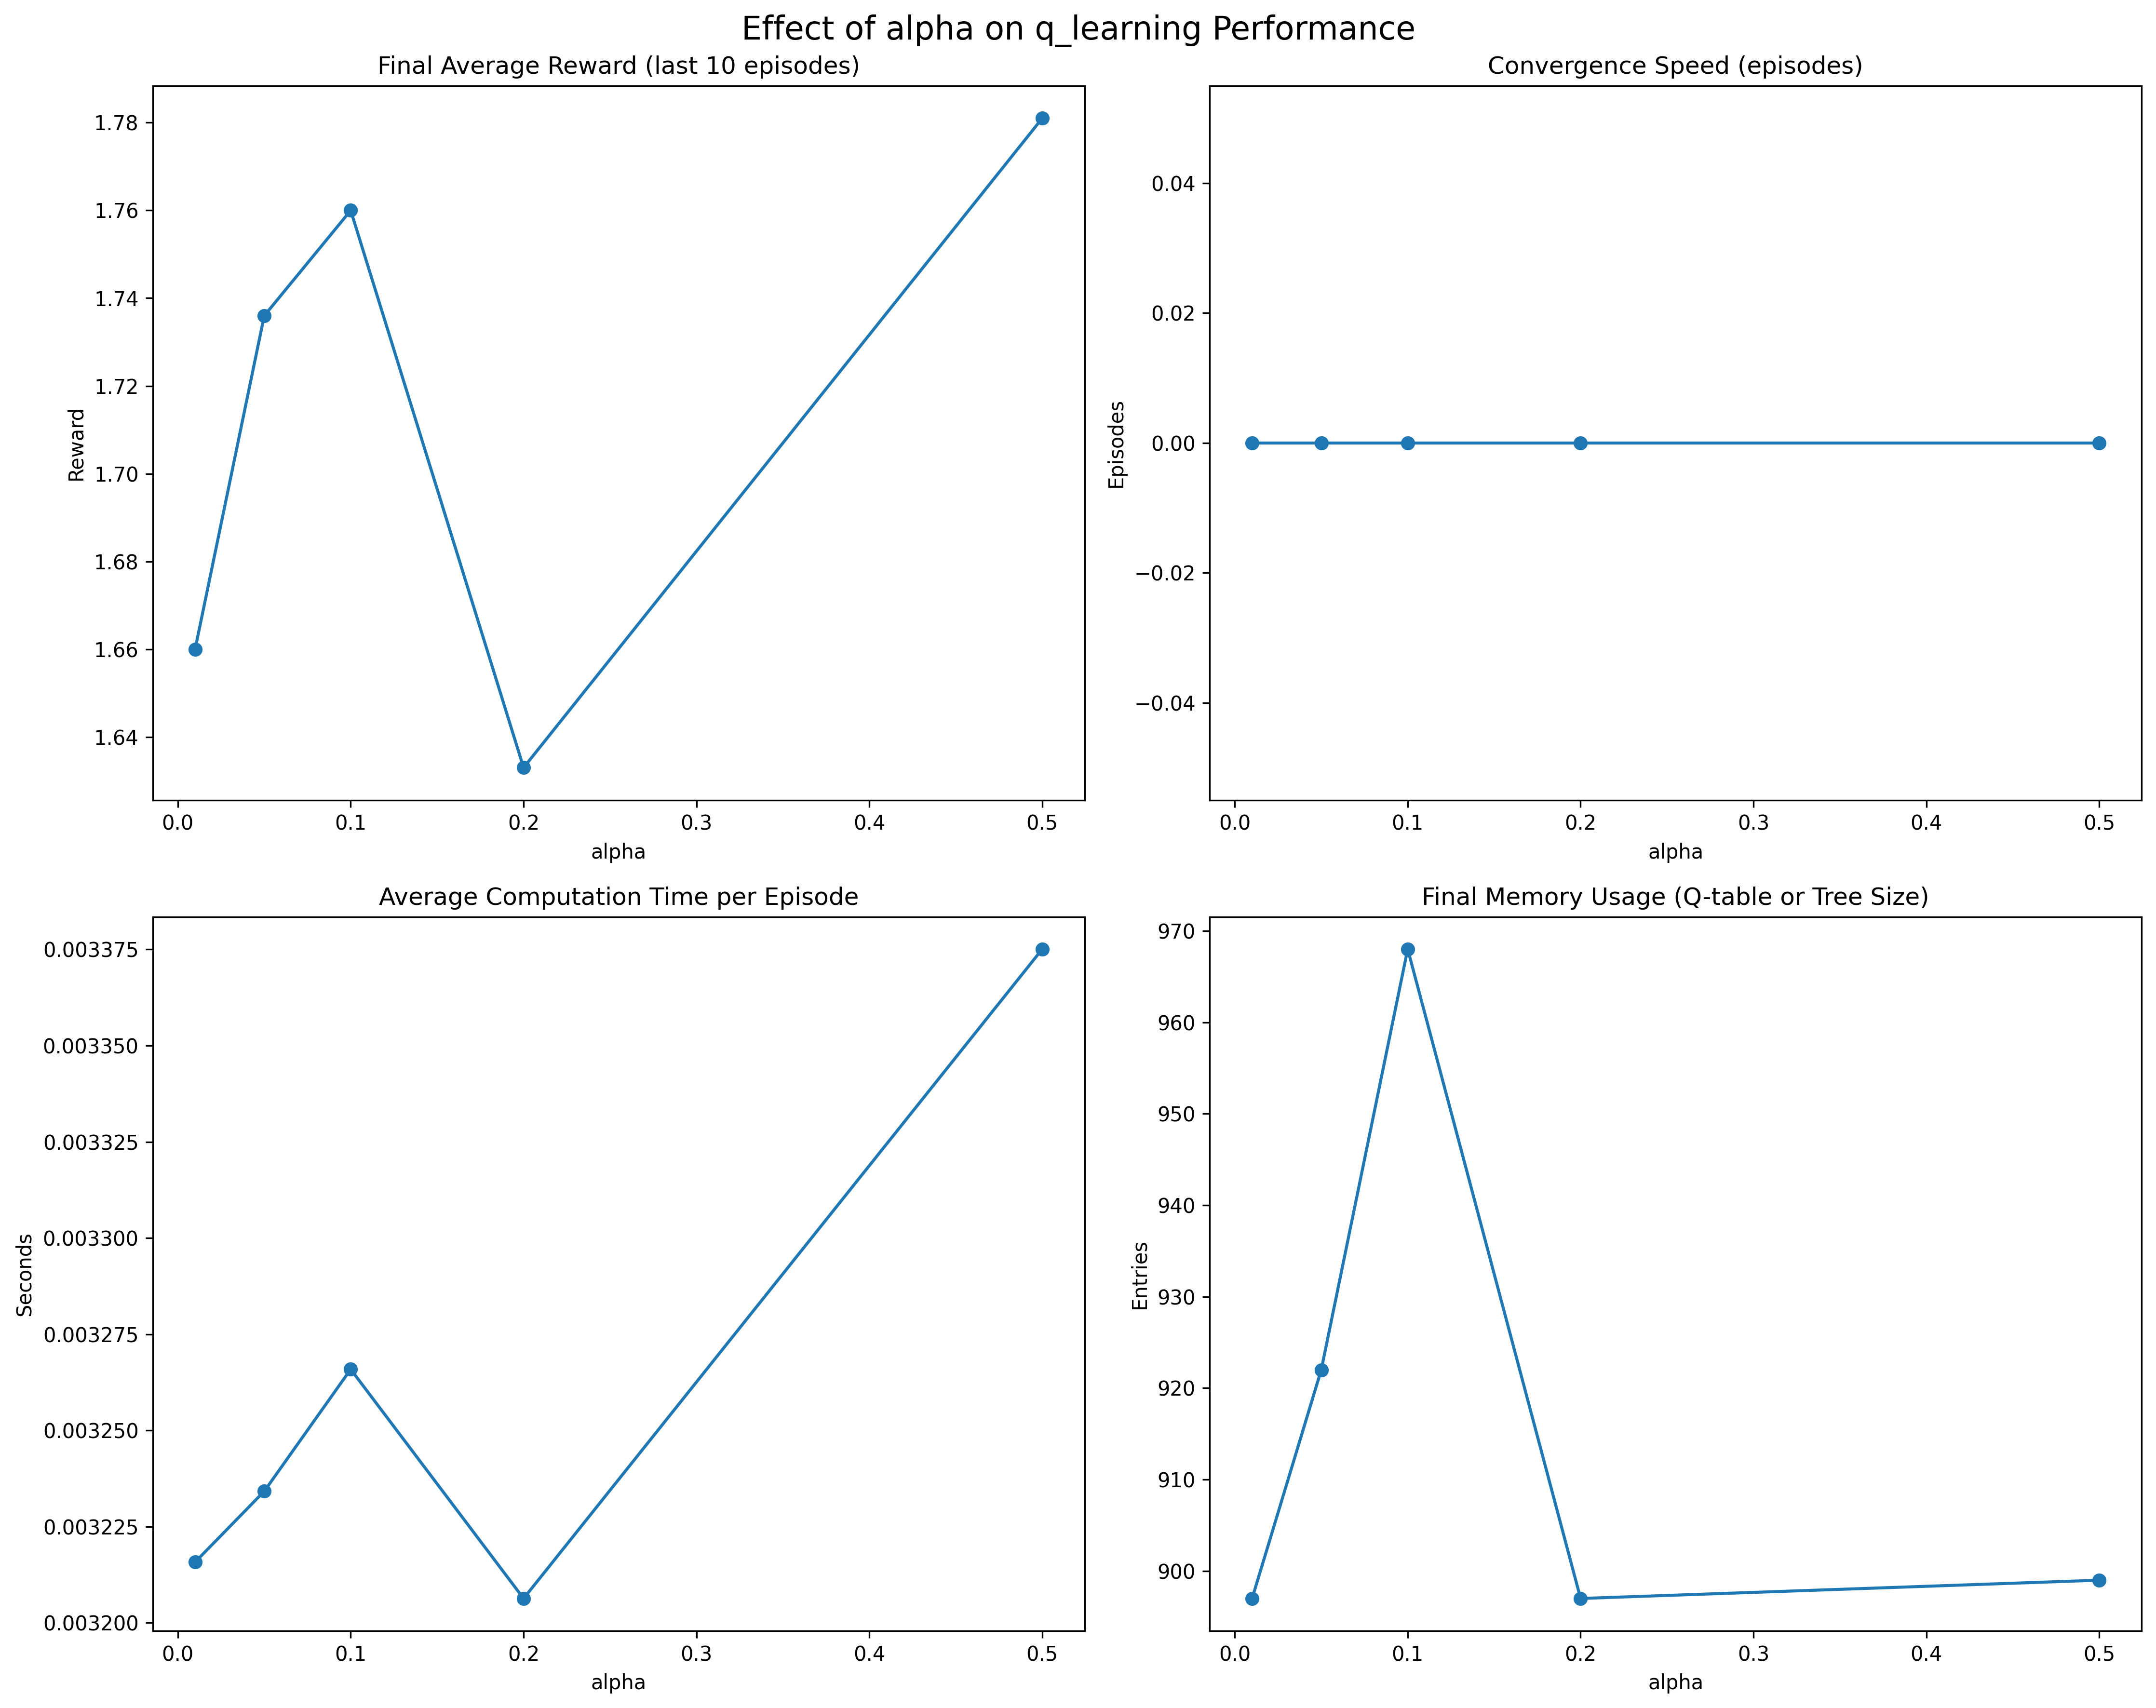 Effect of alpha on q_learning Performance
Final Average Reward (last 10 episodes)
1.78
1.76
1.74
1.72
1.70
1.68
1.66
1.64
Reward
0.0 0.1 0.2 0.3 0.4 0.5
alpha
Convergence Speed (episodes)
0.04
0.02
0.00
−0.02
−0.04
Episodes
0.0 0.1 0.2 0.3 0.4 0.5
alpha
Average Computation Time per Episode
0.003375
0.003350
0.003325
0.003300
0.003275
0.003250
0.003225
0.003200
Seconds
0.0 0.1 0.2 0.3 0.4 0.5
alpha
Final Memory Usage (Q-table or Tree Size)
970
960
950
940
930
920
910
900
Entries
0.0 0.1 0.2 0.3 0.4 0.5
alpha